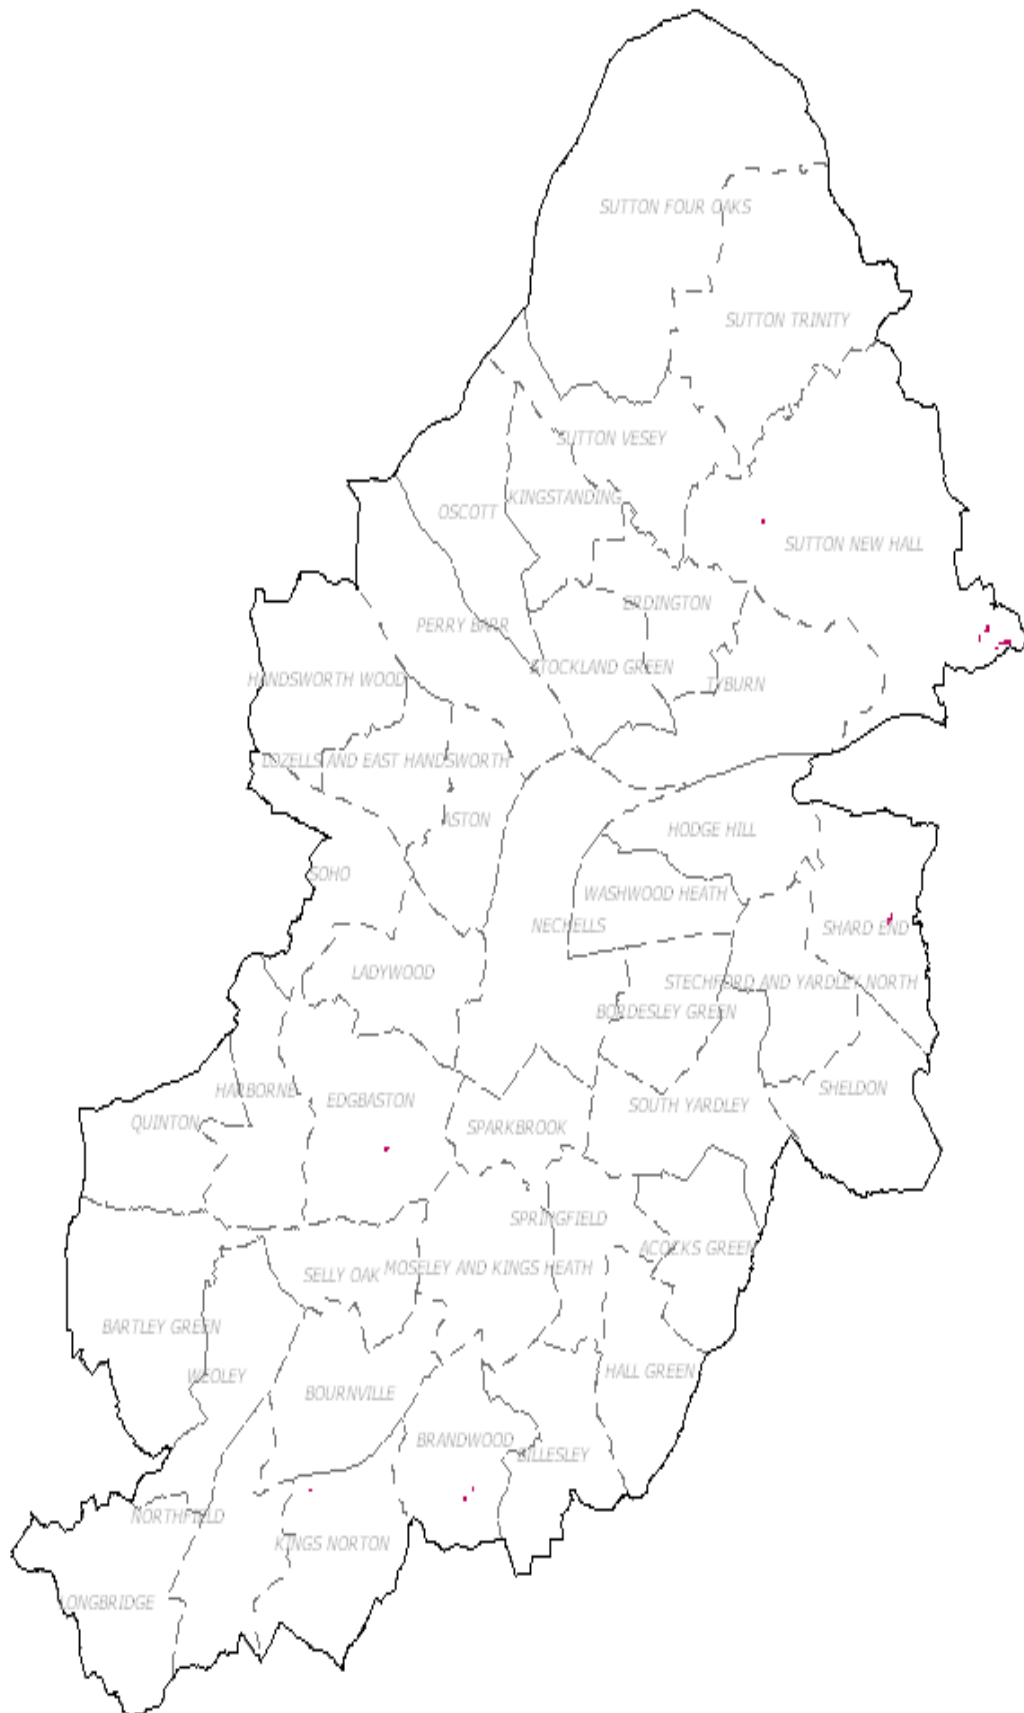 SUTTON FOUR OAKS
SUTTON TRINITY
SUTTON VESEY
KINGSTANDING
OSCOTT
SUTTON NEW HALL
ERDINGTON
PERRY BARR
STOCKLAND GREEN
HANDSWORTH WOOD
TYBURN
LOZELLS AND EAST HANDSWORTH
ASTON
HODGE HILL
SOHO
WASHWOOD HEATH
NECHELLS
SHARD END
LADYWOOD
STECHFORD AND YARDLEY NORTH
BORDESLEY GREEN
HARBORNE
EDGBASTON
SHELDON
SOUTH YARDLEY
QUINTON
SPARKBROOK
SPRINGFIELD
ACOCKS GREEN
SELLY OAK
MOSELEY AND KINGS HEATH
BARTLEY GREEN
WEOLEY
HALL GREEN
BOURNVILLE
BRANDWOOD
BILLESLEY
NORTHFIELD
KINGS NORTON
LONGBRIDGE